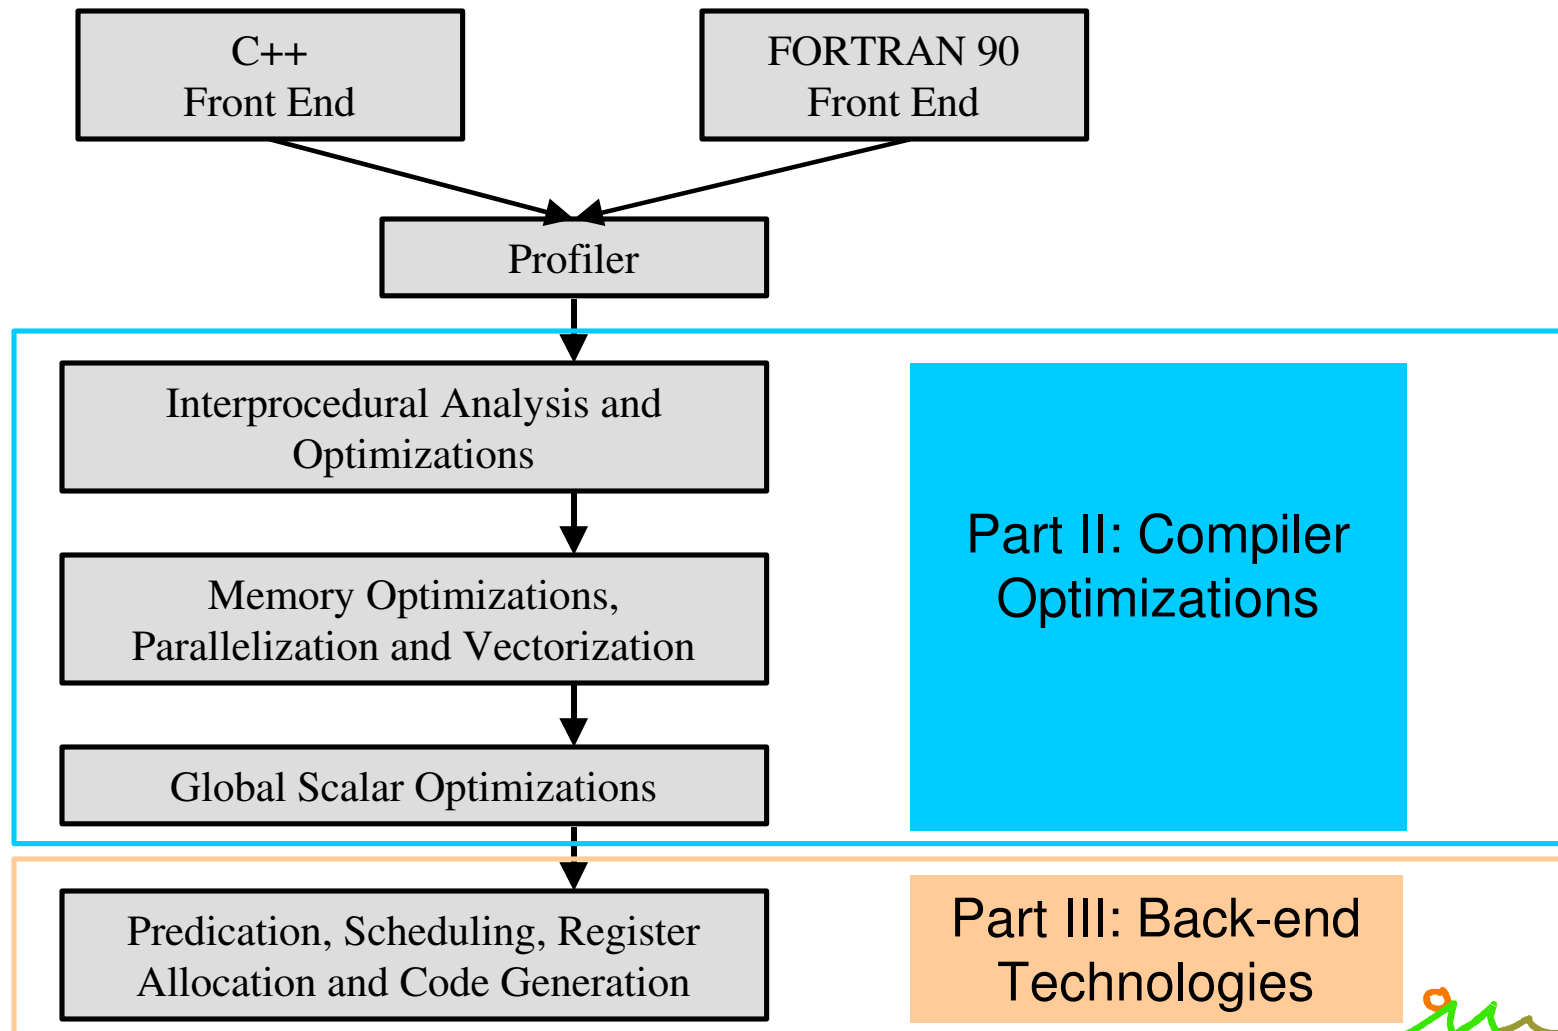 C++
Front End
FORTRAN 90
Front End
Profiler
Interprocedural Analysis and
Optimizations
Memory Optimizations,
Parallelization and Vectorization
Global Scalar Optimizations
Part II: Compiler
Optimizations
Predication, Scheduling, Register
Allocation and Code Generation
Part III: Back-end
Technologies